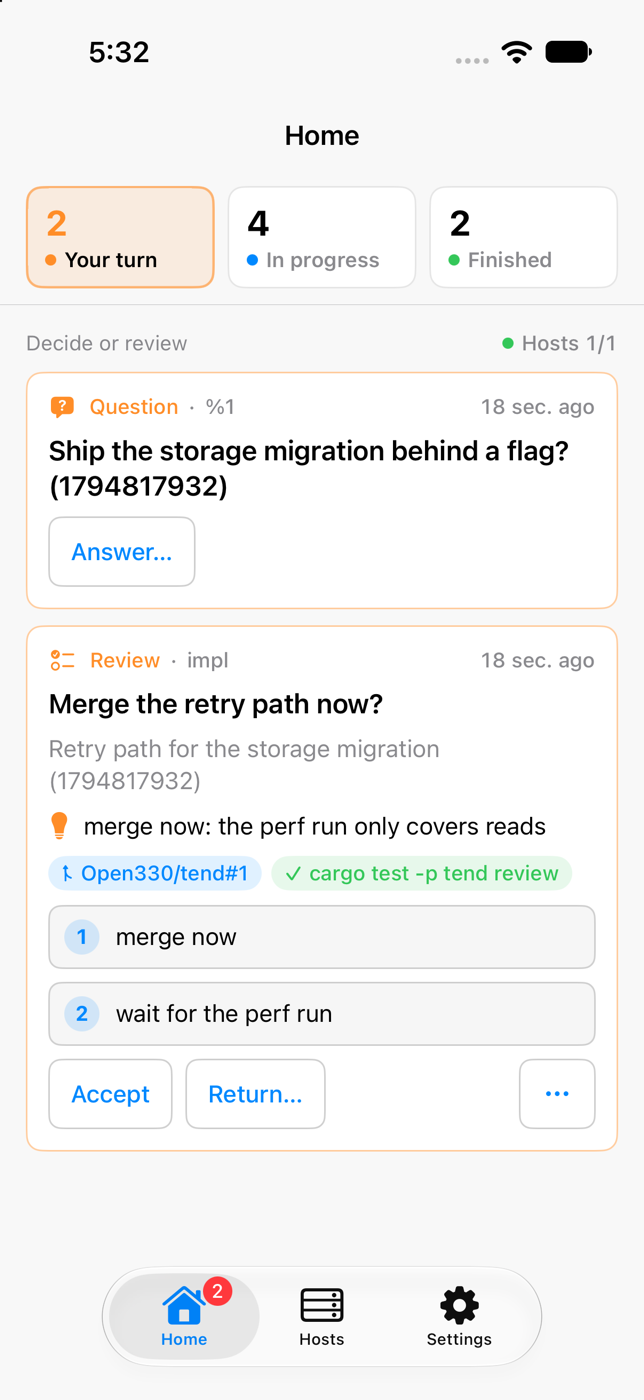 5:32
Home
2
Your turn
4
In progress
2
Finished
Decide or review
Hosts 1/1
Question · %1
18 sec. ago
Ship the storage migration behind a flag?
(1794817932)
Answer...
Review · impl
18 sec. ago
Merge the retry path now?
Retry path for the storage migration
(1794817932)
merge now: the perf run only covers reads
Open330/tend#1
✓ cargo test -p tend review
1 merge now
2 wait for the perf run
Accept
Return...
...
2
Home
Hosts
Settings